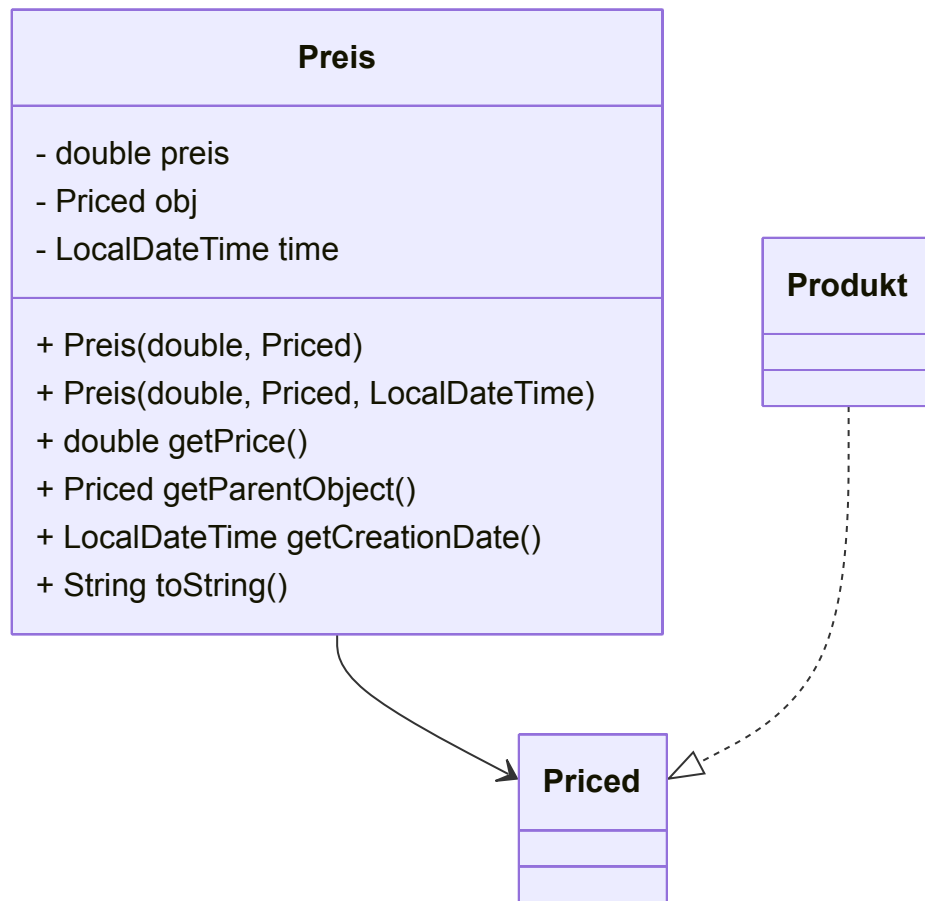 Preis
- double preis
- Priced obj
- LocalDateTime time
+ Preis(double, Priced)
+ Preis(double, Priced, LocalDateTime)
+ double getPrice()
+ Priced getParentObject()
+ LocalDateTime getCreationDate()
+ String toString()
Produkt
Priced